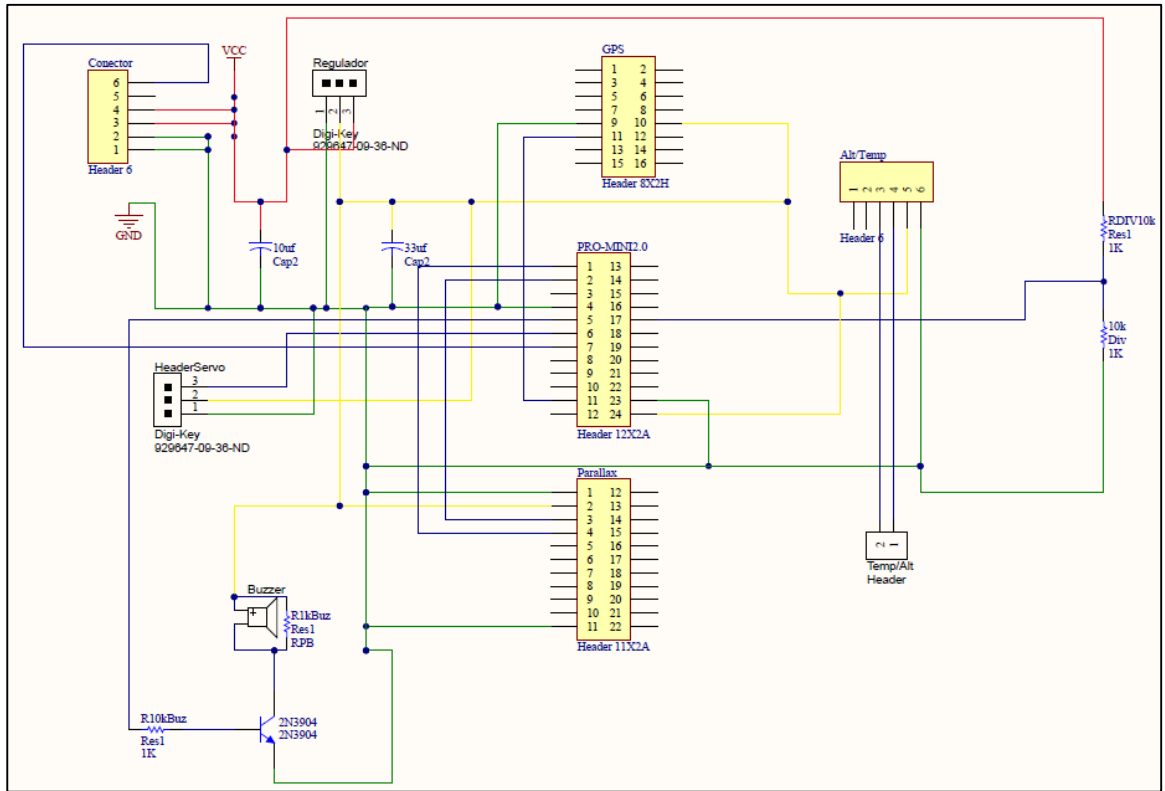 Conector
6
5
4
3
2
1
Header 6
VCC
GND
Regulador
1
2
3
Digi-Key
929647-09-36-ND
10uf
Cap2
33uf
Cap2
GPS
1 2
3 4
5 6
7 8
9 10
11 12
13 14
15 16
Header 8X2H
Alt/Temp
1 2 3 4 5 6
Header 6
RDIV10k
Res1
1K
10k
Div
1K
PRO-MINI2.0
1 13
2 14
3 15
4 16
5 17
6 18
7 19
8 20
9 21
10 22
11 23
12 24
Header 12X2A
HeaderServo
3
2
1
Digi-Key
929647-09-36-ND
Parallax
1 12
2 13
3 14
4 15
5 16
6 17
7 18
8 19
9 20
10 21
11 22
Header 11X2A
2 1
Temp/Alt
Header
Buzzer
+
R1kBuz
Res1
RPB
R10kBuz
Res1
1K
2N3904
2N3904